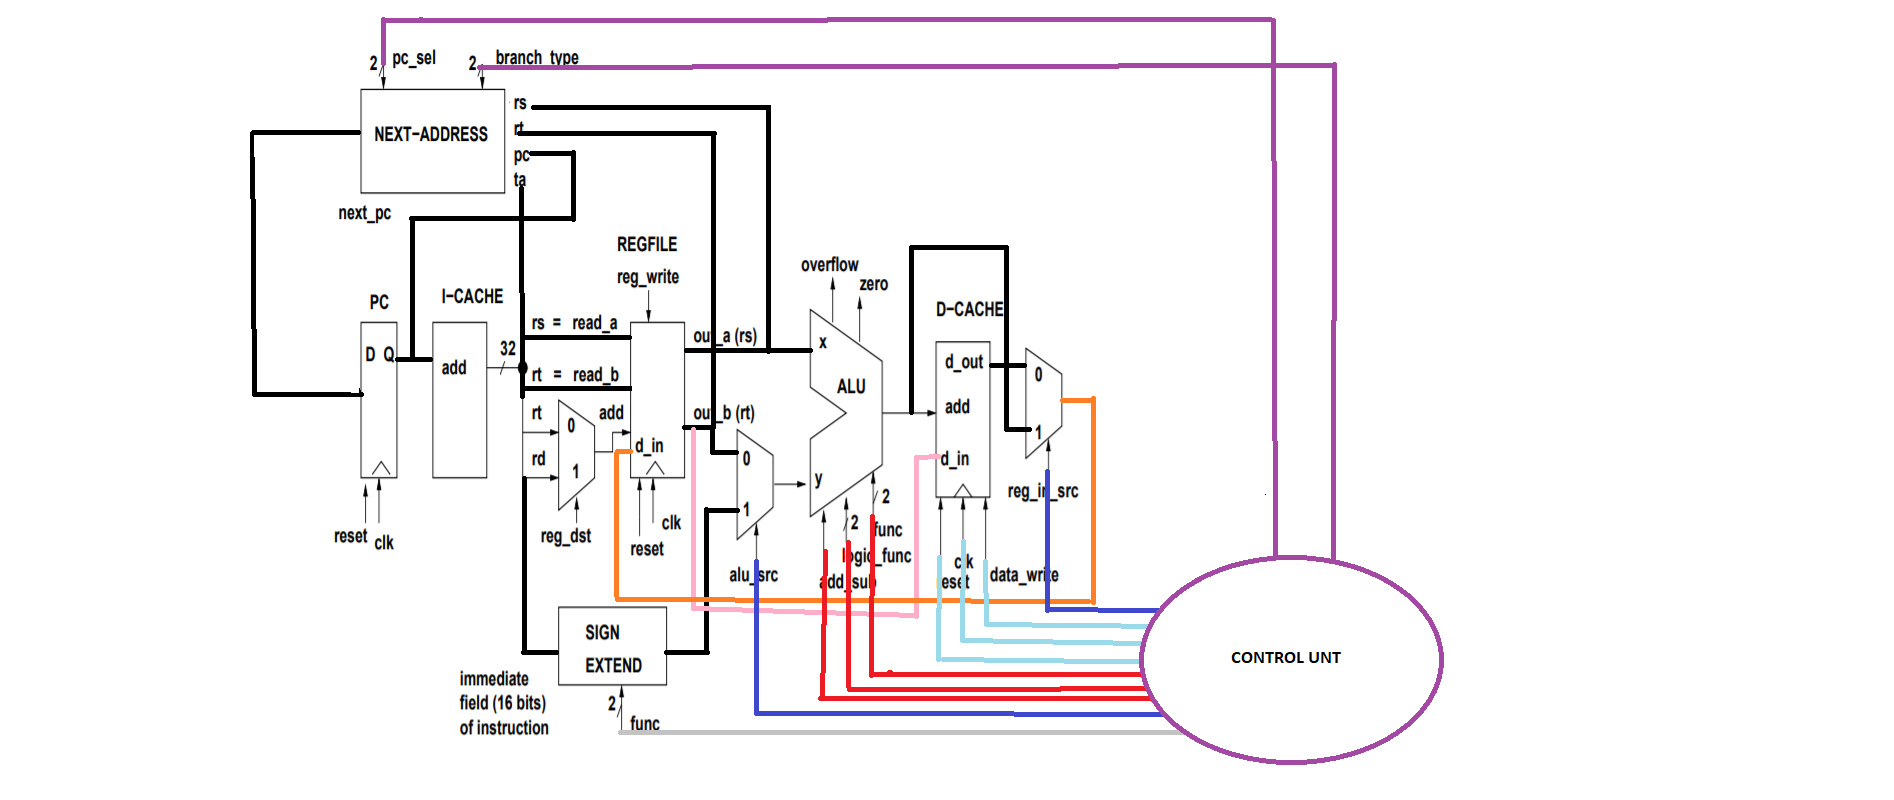 2 pc_sel
2 branch_type
NEXT−ADDRESS
rs
rt
pc
ta
next_pc
REGFILE
reg_write
overflow
zero
PC
I−CACHE
D−CACHE
D Q
add
32
rs = read_a
rt = read_b
rt
rd
0
1
add
d_in
out_a (rs)
out_b (rt)
0
1
x
ALU
y
d_out
add
d_in
0
1
reset
clk
reg_dst
reset
clk
alu_src
2
2
func
logic_func
add_sub
clk
reset
data_write
reg_in_src
SIGN
EXTEND
immediate
field (16 bits)
of instruction
2
func
CONTROL UNT